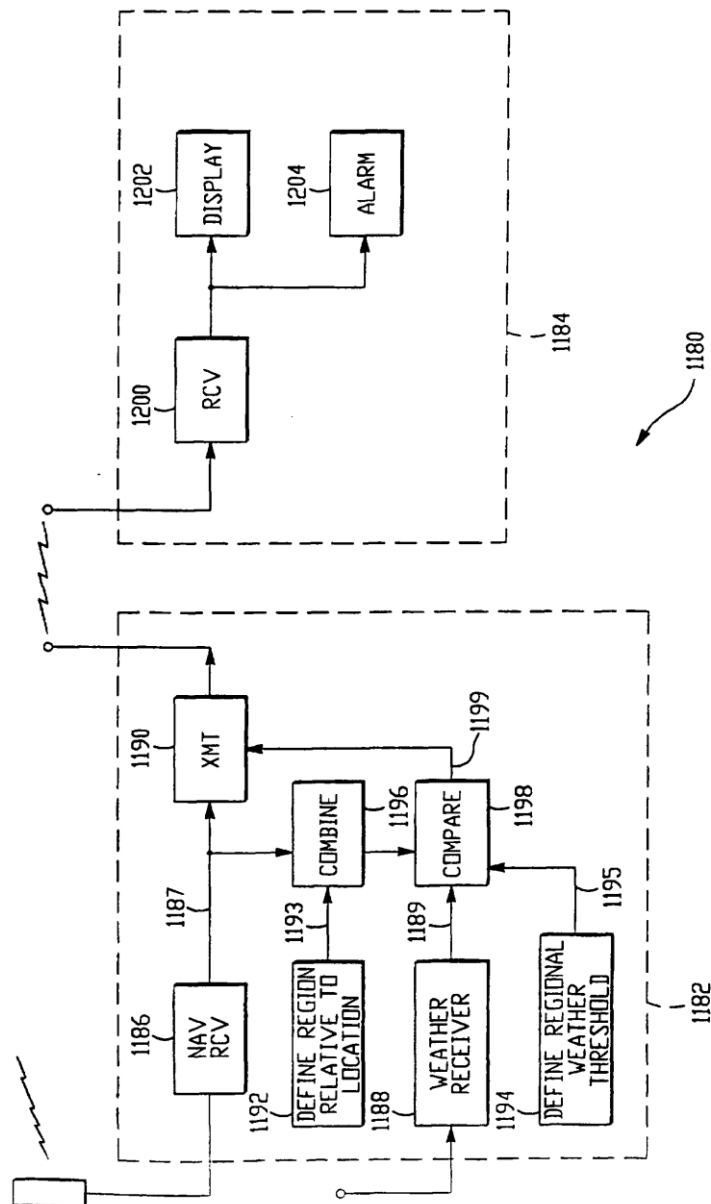 1186
NAV
RCV
1187
1190
XMT
1192
DEFINE REGION
RELATIVE TO
LOCATION
1193
COMBINE
1196
1188
WEATHER
RECEIVER
1189
COMPARE
1198
1199
1194
DEFINE REGIONAL
WEATHER
THRESHOLD
1195
1182
1200
RCV
1202
DISPLAY
1204
ALARM
1184
1180